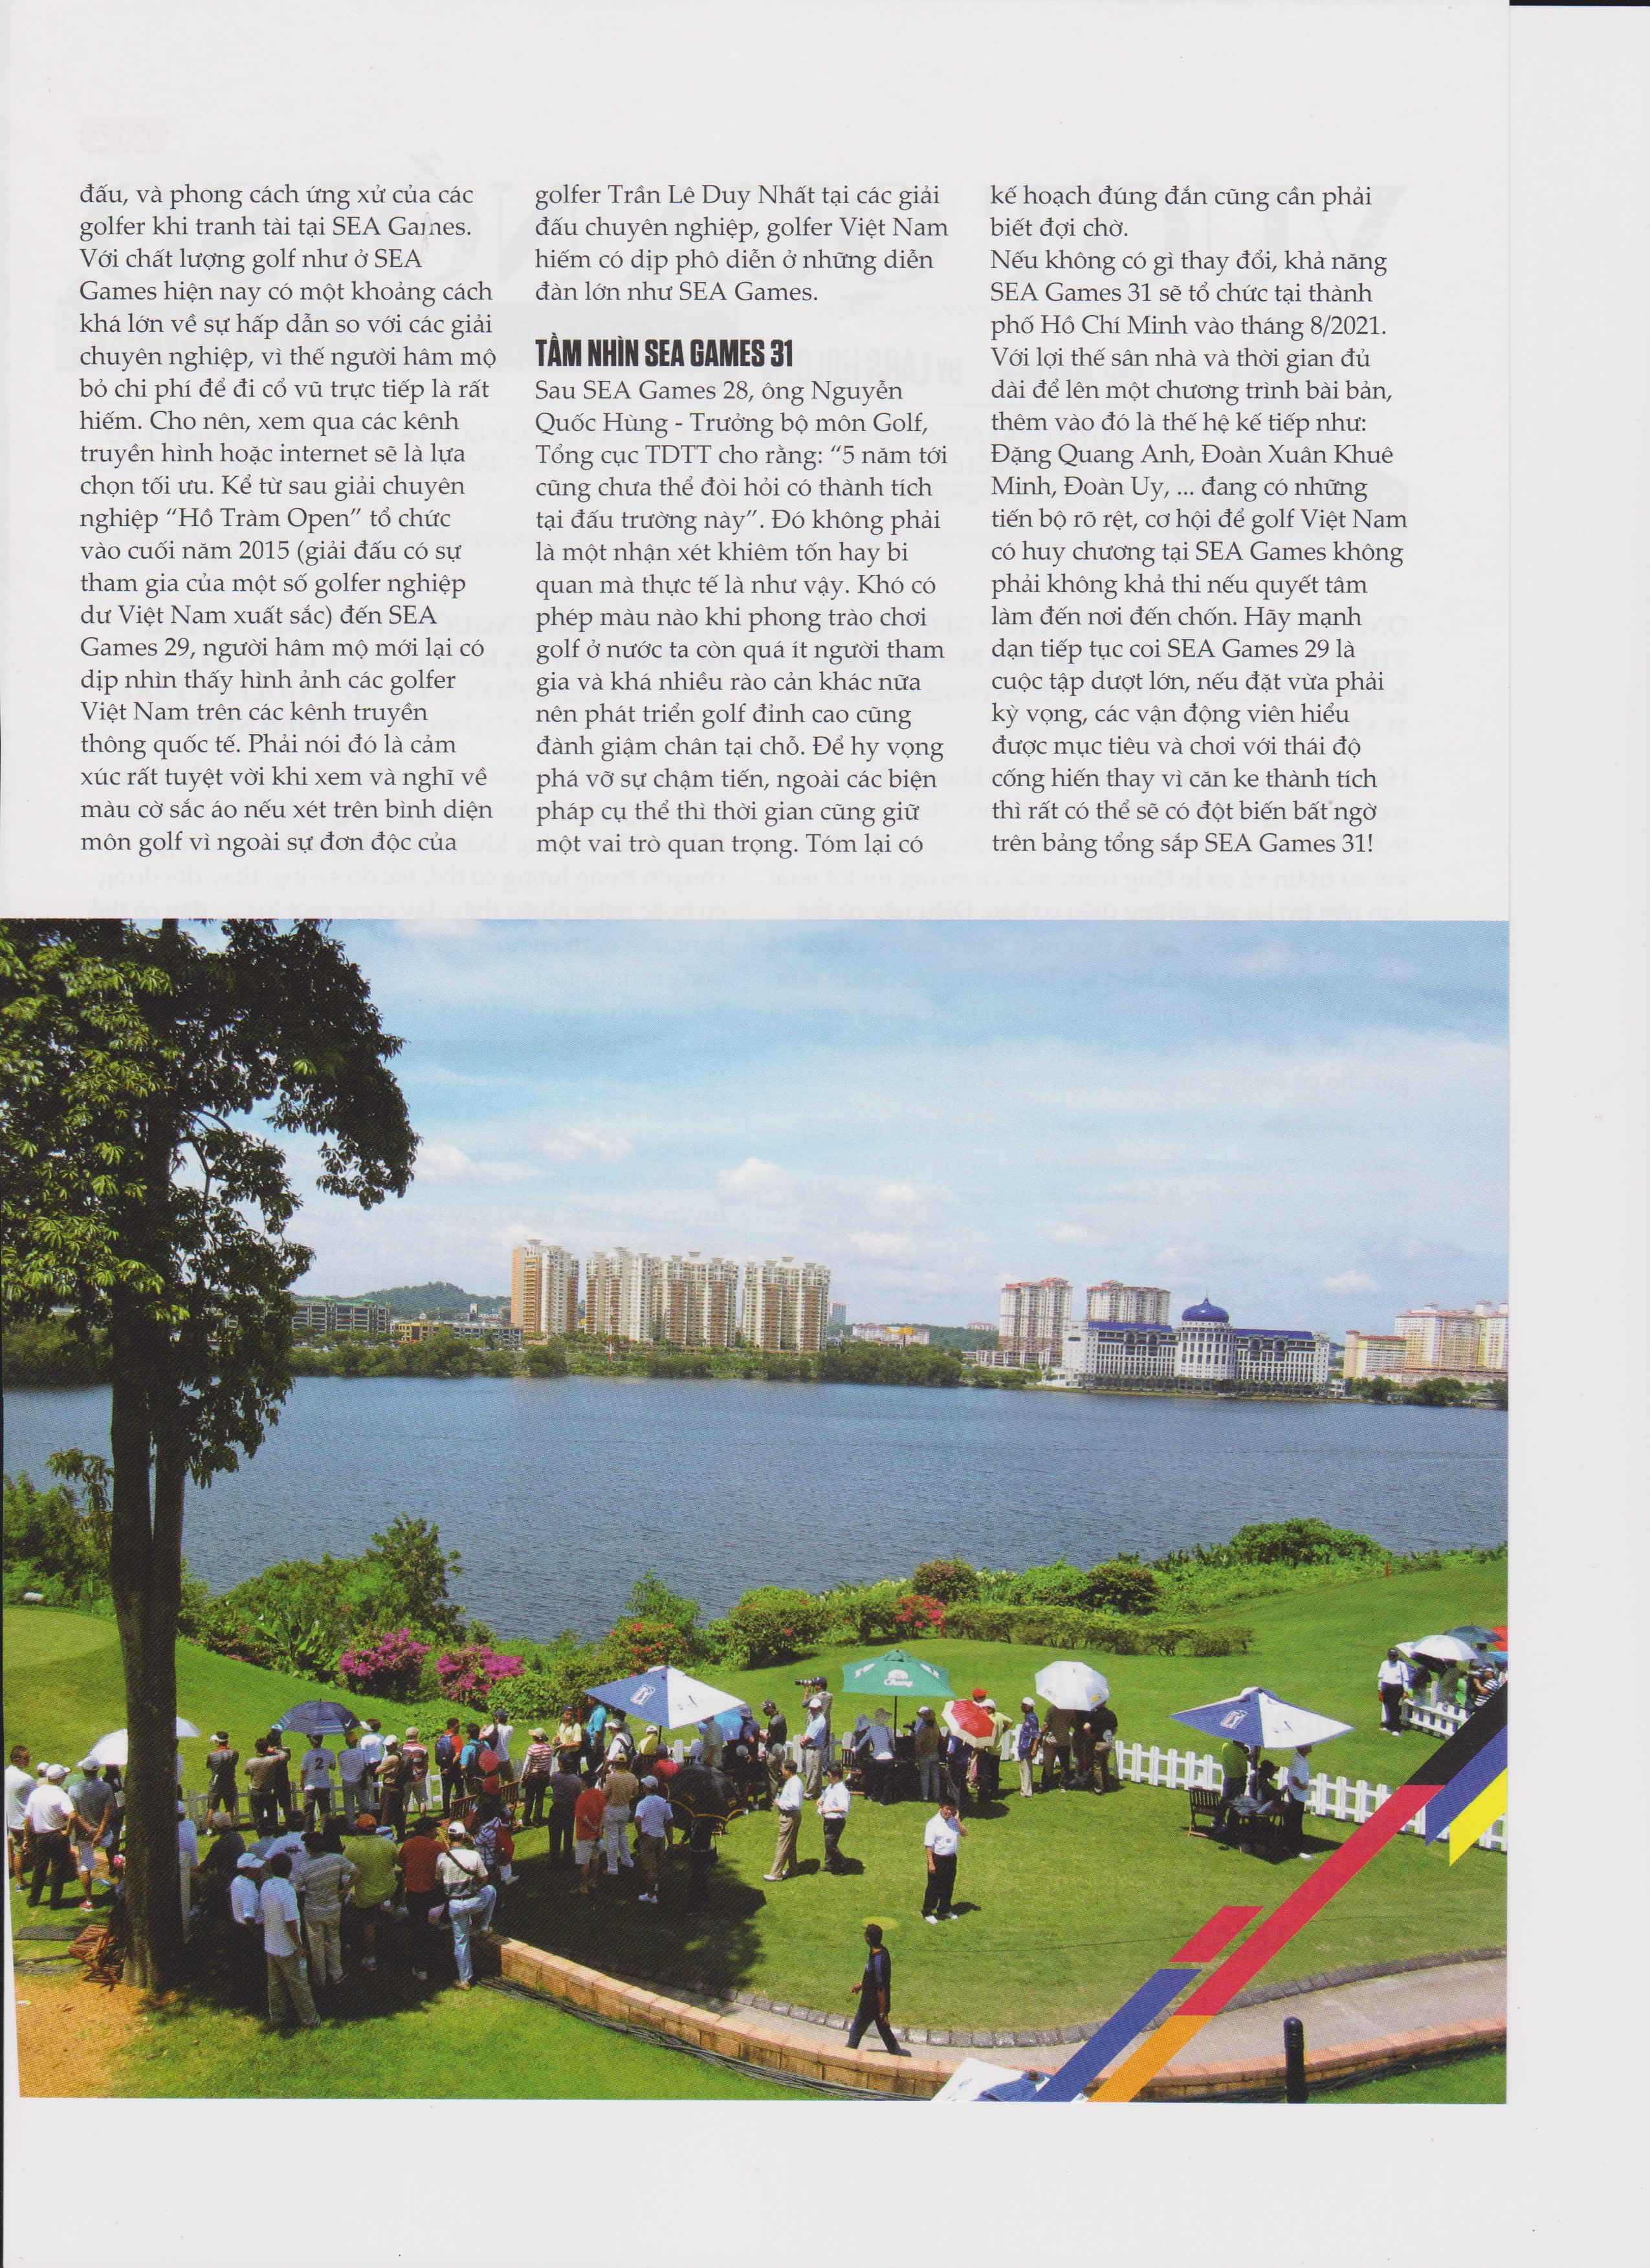 đấu, và phong cách ứng xử của các
golfer khi tranh tài tại SEA Games.
Với chất lượng golf như ở SEA
Games hiện nay có một khoảng cách
khá lớn về sự hấp dẫn so với các giải
chuyên nghiệp, vì thế người hâm mộ
bỏ chi phí để đi cổ vũ trực tiếp là rất
hiếm. Cho nên, xem qua các kênh
truyền hình hoặc internet sẽ là lựa
chọn tối ưu. Kể từ sau giải chuyên
nghiệp “Hồ Tràm Open” tổ chức
vào cuối năm 2015 (giải đấu có sự
tham gia của một số golfer nghiệp
dư Việt Nam xuất sắc) đến SEA
Games 29, người hâm mộ mới lại có
dịp nhìn thấy hình ảnh các golfer
Việt Nam trên các kênh truyền
thông quốc tế. Phải nói đó là cảm
xúc rất tuyệt vời khi xem và nghĩ về
màu cờ sắc áo nếu xét trên bình diện
môn golf vì ngoài sự đơn độc của
golfer Trần Lê Duy Nhất tại các giải
đấu chuyên nghiệp, golfer Việt Nam
hiếm có dịp phô diễn ở những diễn
đàn lớn như SEA Games.
TẦM NHÌN SEA GAMES 31
Sau SEA Games 28, ông Nguyễn
Quốc Hùng - Trưởng bộ môn Golf,
Tổng cục TDTT cho rằng: “5 năm tới
cũng chưa thể đòi hỏi có thành tích
tại đấu trường này”. Đó không phải
là một nhận xét khiêm tốn hay bi
quan mà thực tế là như vậy. Khó có
phép màu nào khi phong trào chơi
golf ở nước ta còn quá ít người tham
gia và khá nhiều rào cản khác nữa
nên phát triển golf đỉnh cao cũng
đành giậm chân tại chỗ. Để hy vọng
phá vỡ sự chậm tiến, ngoài các biện
pháp cụ thể thì thời gian cũng giữ
một vai trò quan trọng. Tóm lại có
kế hoạch đúng đắn cũng cần phải
biết đợi chờ.
Nếu không có gì thay đổi, khả năng
SEA Games 31 sẽ tổ chức tại thành
phố Hồ Chí Minh vào tháng 8/2021.
Với lợi thế sân nhà và thời gian đủ
dài để lên một chương trình bài bản,
thêm vào đó là thế hệ kế tiếp như:
Đặng Quang Anh, Đoàn Xuân Khuê
Minh, Đoàn Uy, ... đang có những
tiến bộ rõ rệt, cơ hội để golf Việt Nam
có huy chương tại SEA Games không
phải không khả thi nếu quyết tâm
làm đến nơi đến chốn. Hãy mạnh
dạn tiếp tục coi SEA Games 29 là
cuộc tập dượt lớn, nếu đặt vừa phải
kỳ vọng, các vận động viên hiểu
được mục tiêu và chơi với thái độ
cống hiến thay vì căn ke thành tích
thì rất có thể sẽ có đột biến bất ngờ
trên bảng tổng sắp SEA Games 31!
Chang
2